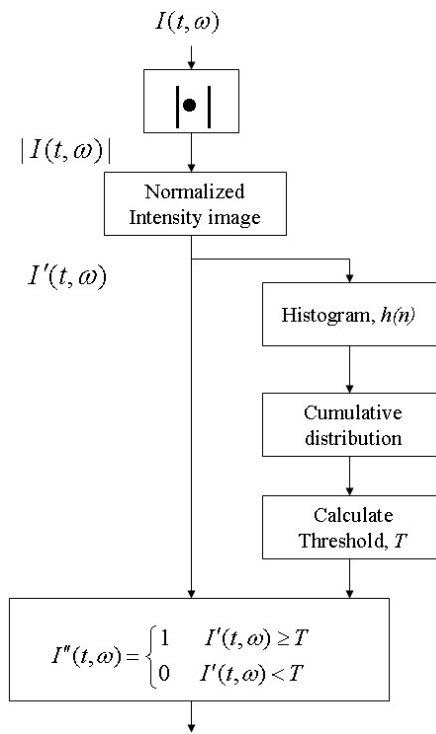 I(t, ω)
|●|
|I(t, ω)|
Normalized
Intensity image
I′(t, ω)
Histogram, h(n)
Cumulative
distribution
Calculate
Threshold, T
I″(t, ω) = { 1 I′(t, ω) ≥ T
0 I′(t, ω) < T